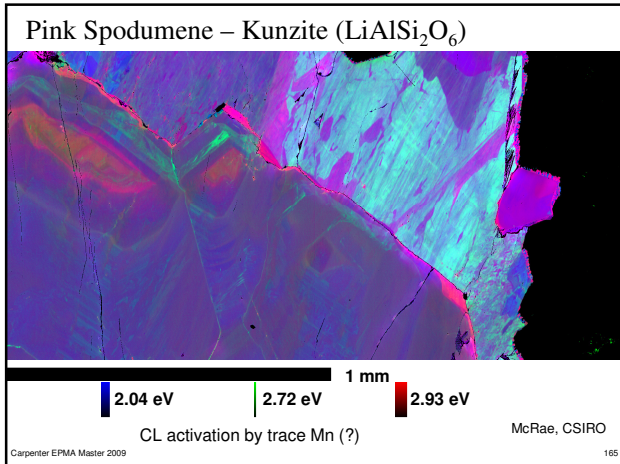 Pink Spodumene – Kunzite (LiAlSi₂O₆)
1 mm
2.04 eV 2.72 eV 2.93 eV
CL activation by trace Mn (?)
McRae, CSIRO
Carpenter EPMA Master 2009 165